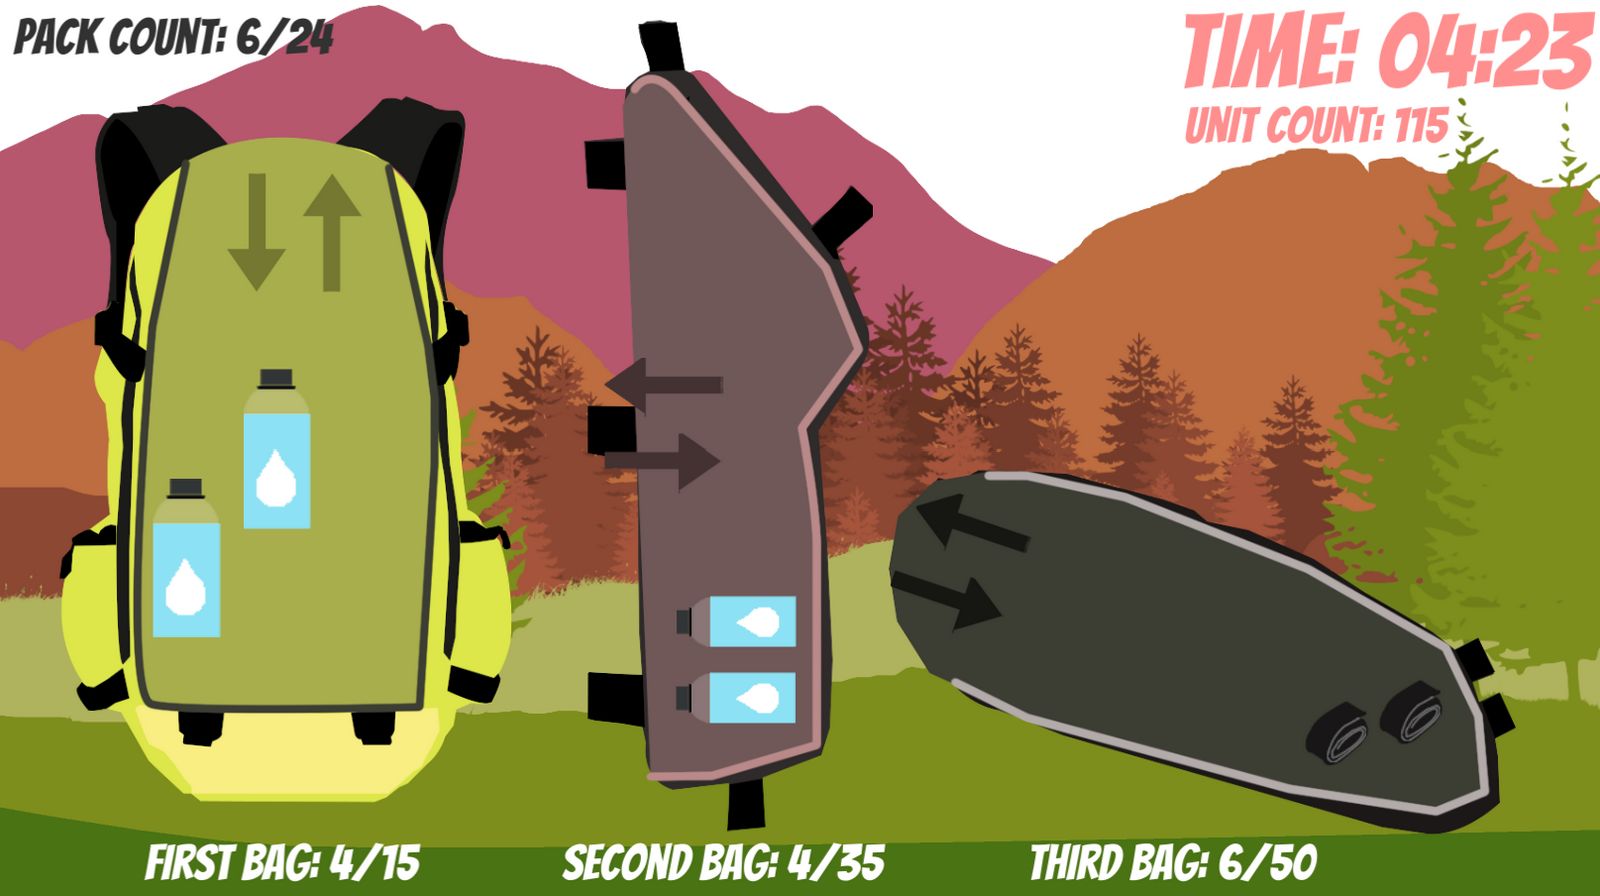 PACK COUNT: 6/24
TIME: 04:23
UNIT COUNT: 115
FIRST BAG: 4/15
SECOND BAG: 4/35
THIRD BAG: 6/50